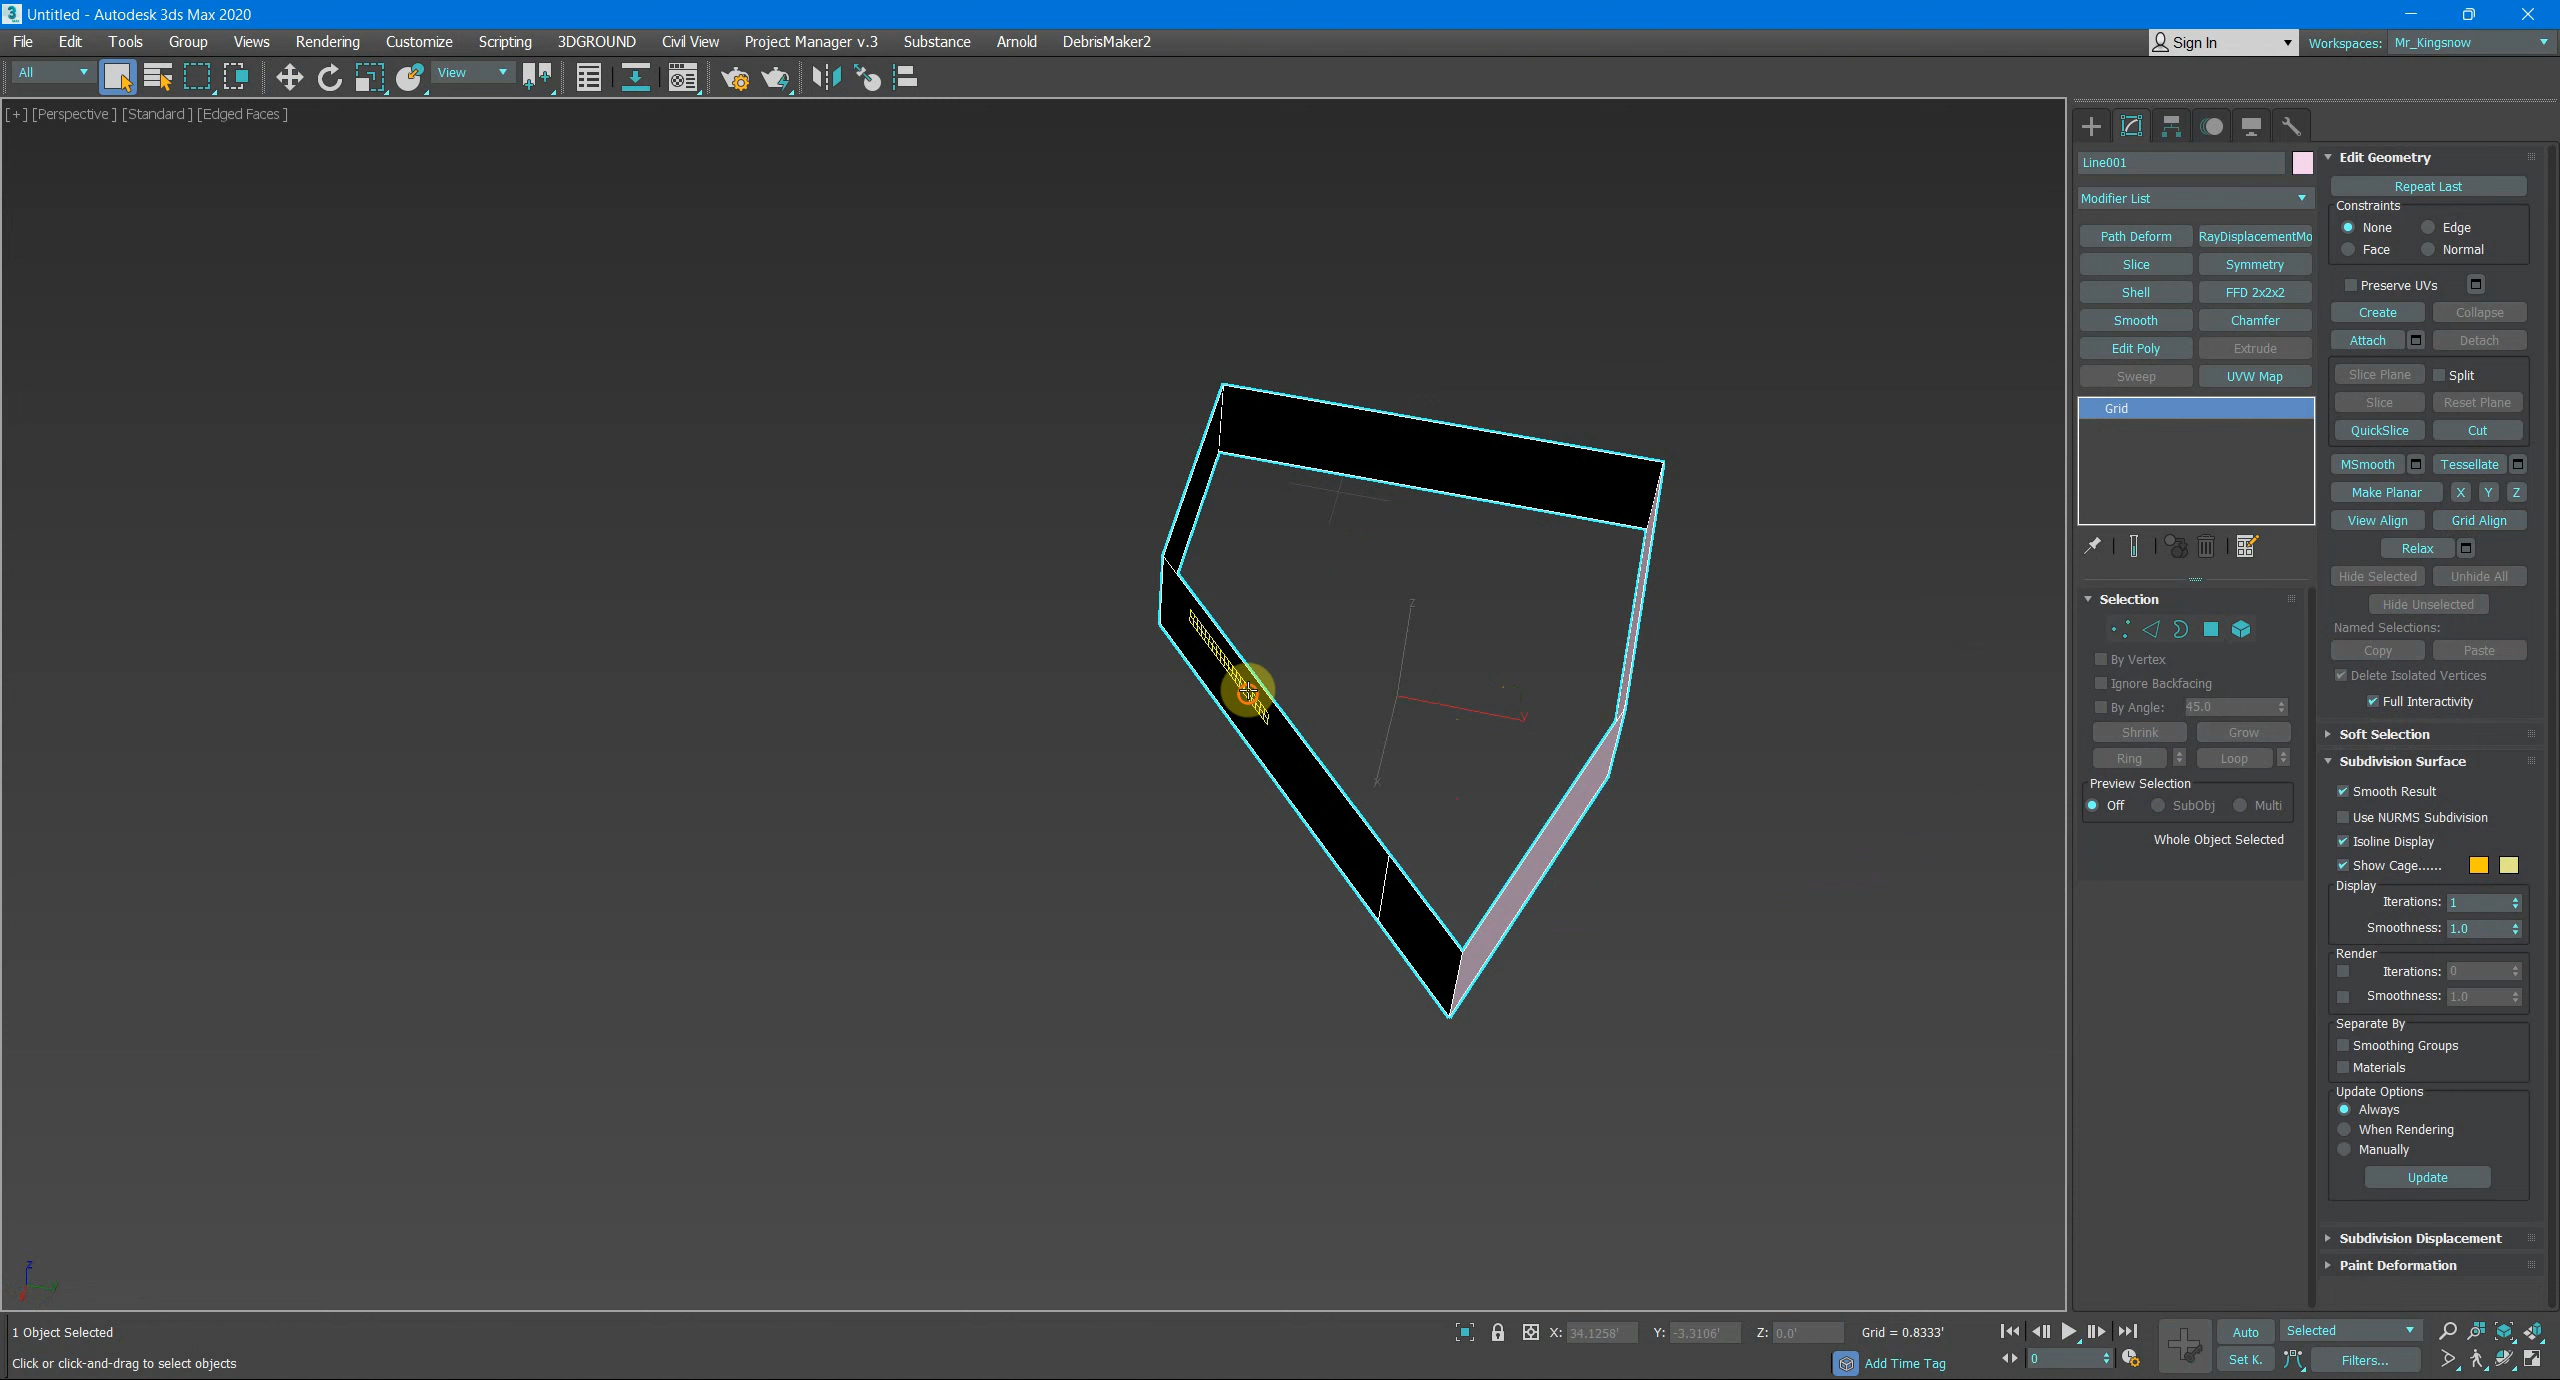 Untitled - Autodesk 3ds Max 2020
File Edit Tools Group Views Rendering Customize Scripting 3DGROUND Civil View Project Manager v.3 Substance Arnold DebrisMaker2
Sign In Workspaces: Mr_Kingsnow
All View
[+] [Perspective ] [Standard ] [Edged Faces ]
Line001
Modifier List
Path Deform RayDisplacementMo
Slice Symmetry
Shell FFD 2x2x2
Smooth Chamfer
Edit Poly Extrude
Sweep UVW Map
Grid
Selection
By Vertex
Ignore Backfacing
By Angle: 45.0
Shrink Grow
Ring Loop
Preview Selection
Off SubObj Multi
Whole Object Selected
Edit Geometry
Repeat Last
Constraints
None Edge
Face Normal
Preserve UVs
Create Collapse
Attach Detach
Slice Plane Split
Slice Reset Plane
QuickSlice Cut
MSmooth Tessellate
Make Planar X Y Z
View Align Grid Align
Relax
Hide Selected Unhide All
Hide Unselected
Named Selections:
Copy Paste
Delete Isolated Vertices
Full Interactivity
Soft Selection
Subdivision Surface
Smooth Result
Use NURMS Subdivision
Isoline Display
Show Cage......
Display
Iterations: 1
Smoothness: 1.0
Render
Iterations: 0
Smoothness: 1.0
Separate By
Smoothing Groups
Materials
Update Options
Always
When Rendering
Manually
Update
Subdivision Displacement
Paint Deformation
z
y
x
z
y
1 Object Selected
X: 34.1258' Y: -3.3106' Z: 0.0' Grid = 0.8333'
Auto Selected
Click or click-and-drag to select objects
Add Time Tag
0
Set K. Filters...